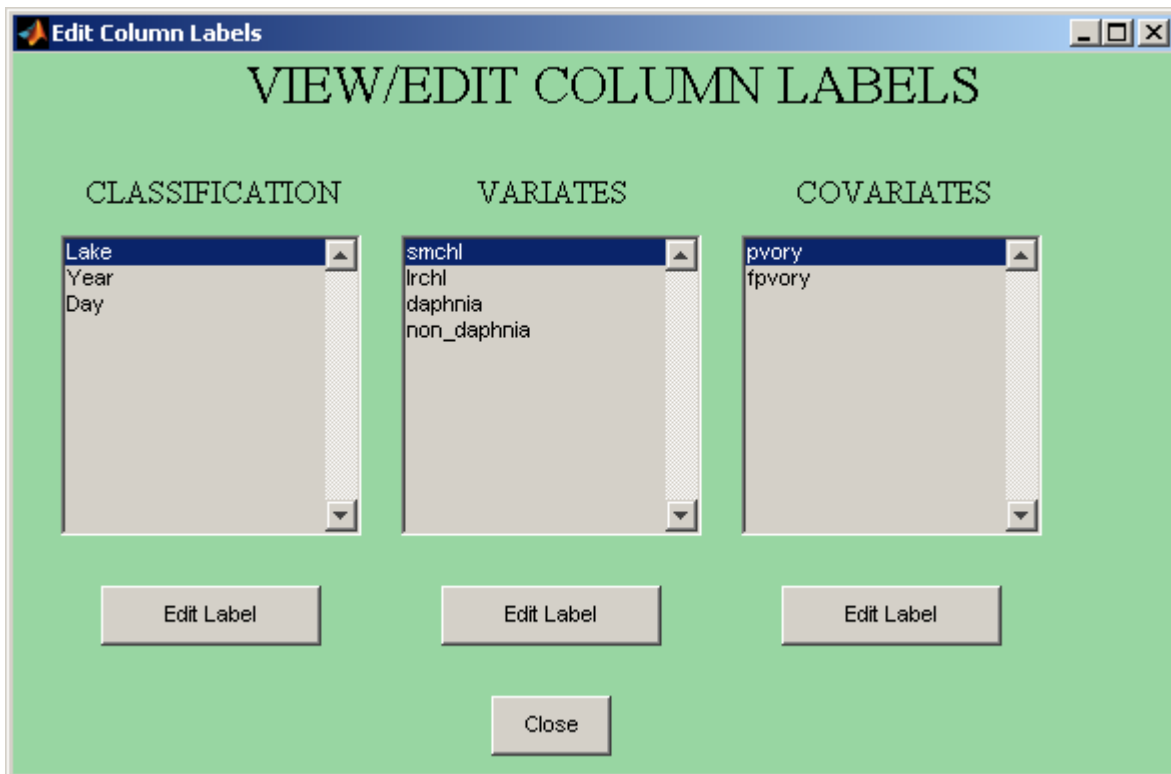 Edit Column Labels
VIEW/EDIT COLUMN LABELS
CLASSIFICATION
Lake
Year
Day
Edit Label
VARIATES
smchl
lrchl
daphnia
non_daphnia
Edit Label
COVARIATES
pvory
fpvory
Edit Label
Close